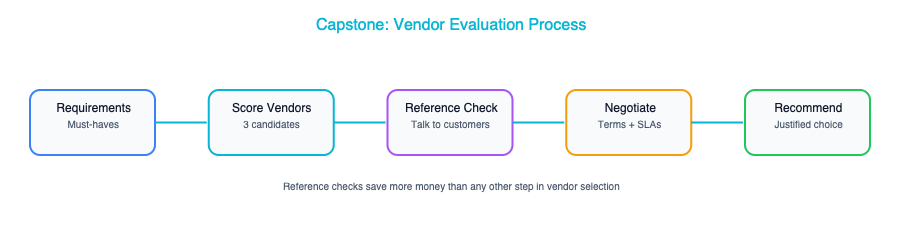 Capstone: Vendor Evaluation Process
Requirements
Must-haves
Score Vendors
3 candidates
Reference Check
Talk to customers
Negotiate
Terms + SLAs
Recommend
Justified choice
Reference checks save more money than any other step in vendor selection